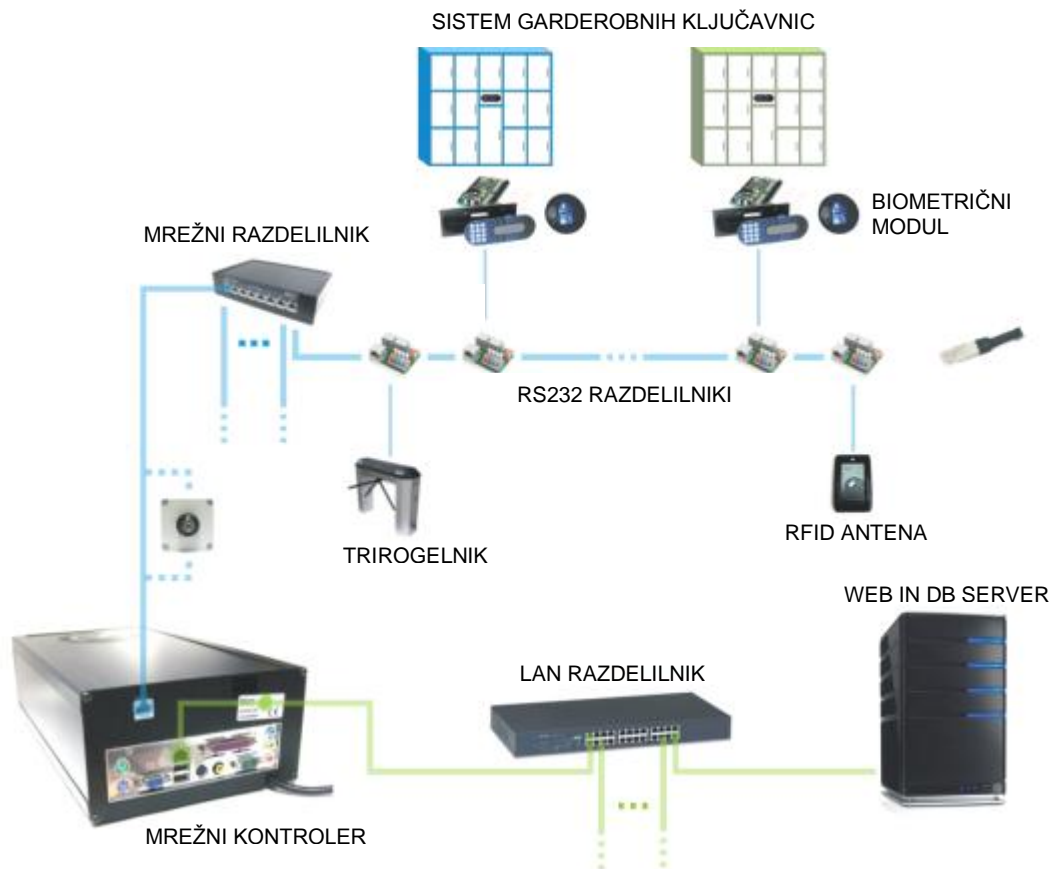 SISTEM GARDEROBNIH KLJUČAVNIC
BIOMETRIČNI
MODUL
MREŽNI RAZDELILNIK
RS232 RAZDELILNIKI
TRIROGELNIK
RFID ANTENA
WEB IN DB SERVER
LAN RAZDELILNIK
MREŽNI KONTROLER